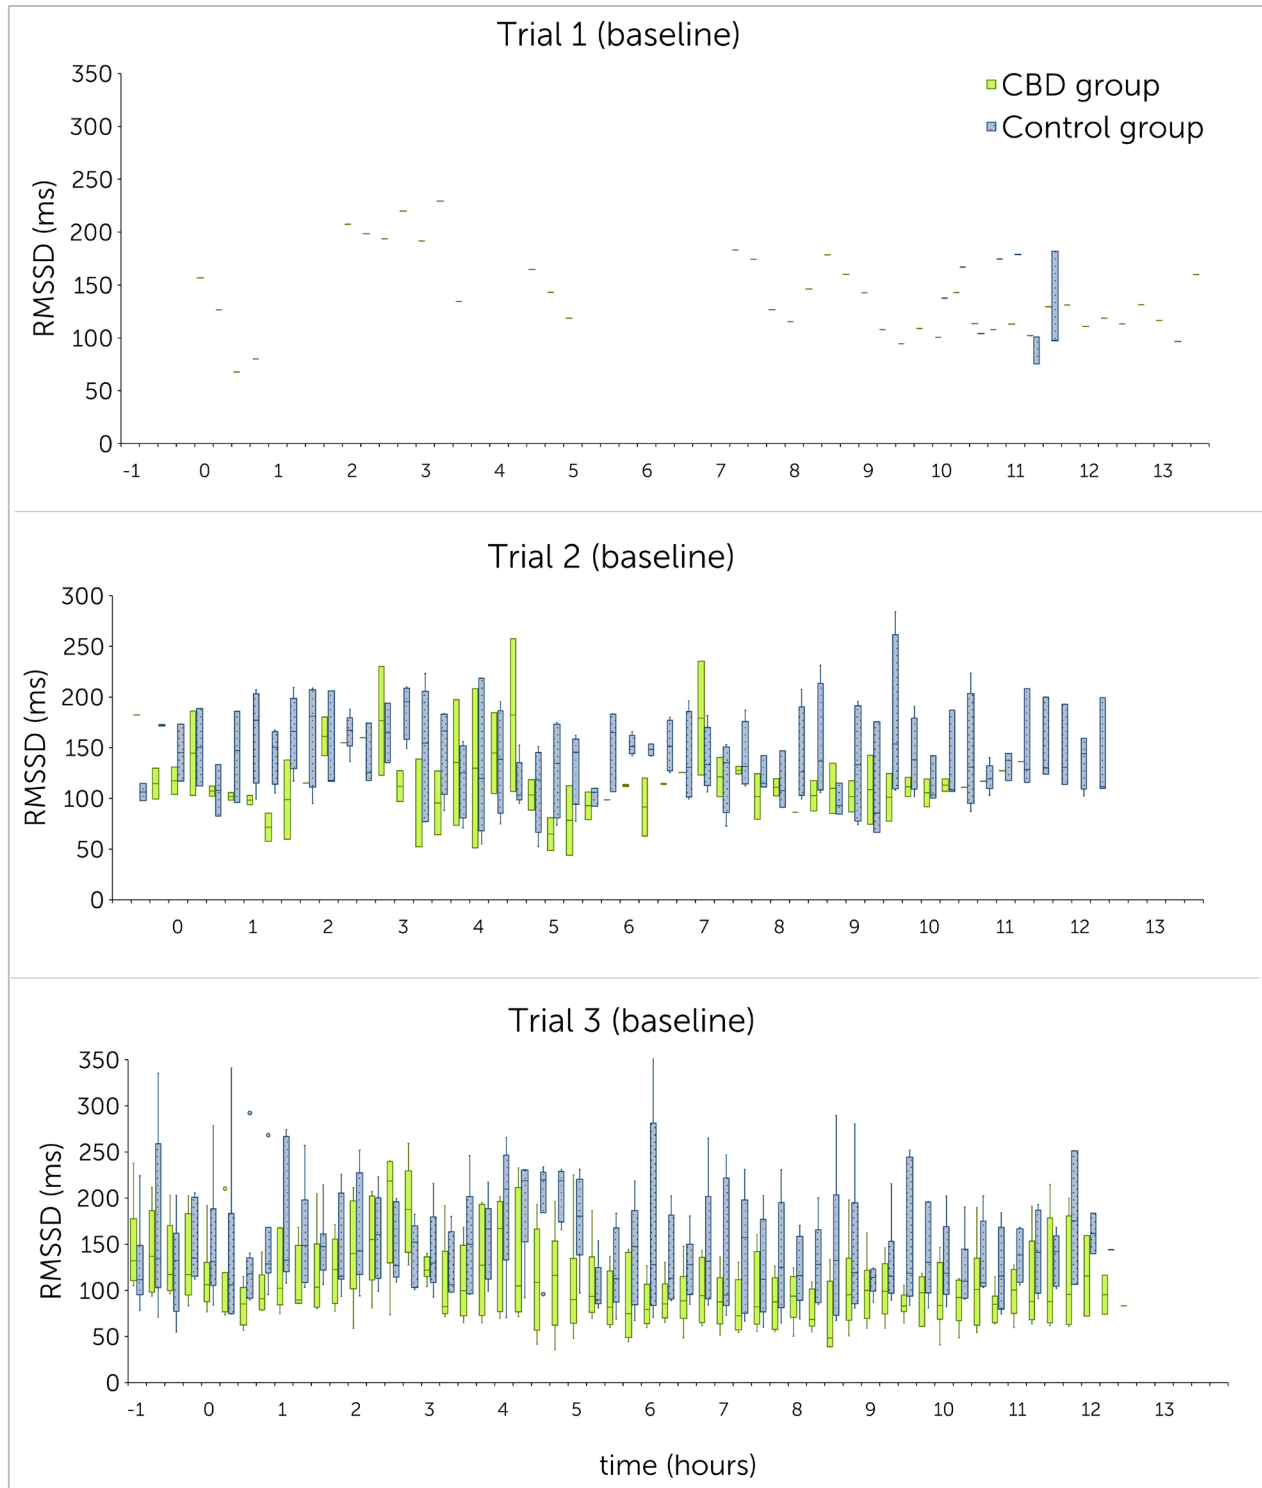 Trial 1 (baseline)
350
300
250
200
150
100
50
0
RMSSD (ms)
CBD group
Control group
-1 0 1 2 3 4 5 6 7 8 9 10 11 12 13
Trial 2 (baseline)
300
250
200
150
100
50
0
RMSSD (ms)
0 1 2 3 4 5 6 7 8 9 10 11 12 13
Trial 3 (baseline)
350
300
250
200
150
100
50
0
RMSSD (ms)
-1 0 1 2 3 4 5 6 7 8 9 10 11 12 13
time (hours)